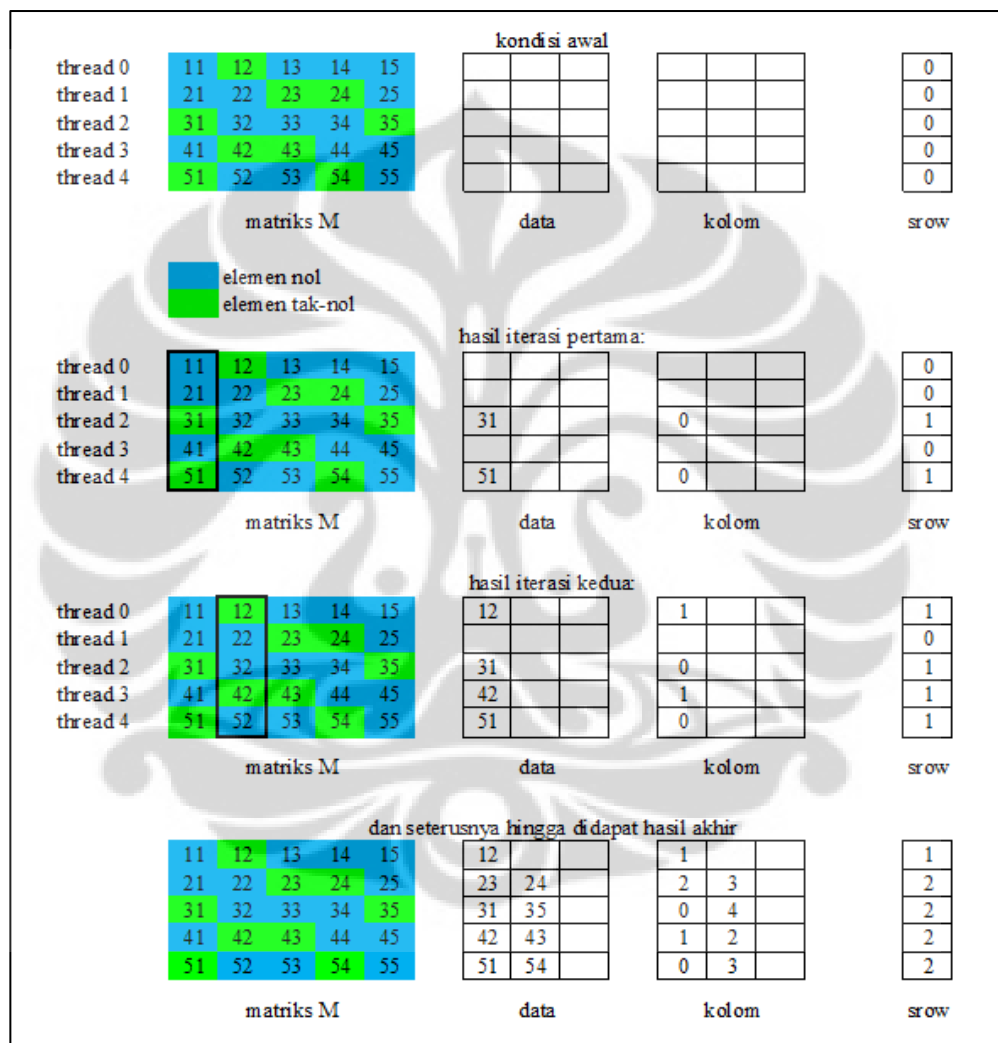 kondisi awal
thread 0 11 12 13 14 15 0
thread 1 21 22 23 24 25 0
thread 2 31 32 33 34 35 0
thread 3 41 42 43 44 45 0
thread 4 51 52 53 54 55 0
matriks M data kolom srow
elemen nol
elemen tak-nol
hasil iterasi pertama:
thread 0 11 12 13 14 15 0
thread 1 21 22 23 24 25 0
thread 2 31 32 33 34 35 31 0 1
thread 3 41 42 43 44 45 0
thread 4 51 52 53 54 55 51 0 1
matriks M data kolom srow
hasil iterasi kedua:
thread 0 11 12 13 14 15 12 1 1
thread 1 21 22 23 24 25 0
thread 2 31 32 33 34 35 31 0 1
thread 3 41 42 43 44 45 42 1 1
thread 4 51 52 53 54 55 51 0 1
matriks M data kolom srow
dan seterusnya hingga didapat hasil akhir
11 12 13 14 15 12 1 1
21 22 23 24 25 23 24 2 3 2
31 32 33 34 35 31 35 0 4 2
41 42 43 44 45 42 43 1 2 2
51 52 53 54 55 51 54 0 3 2
matriks M data kolom srow